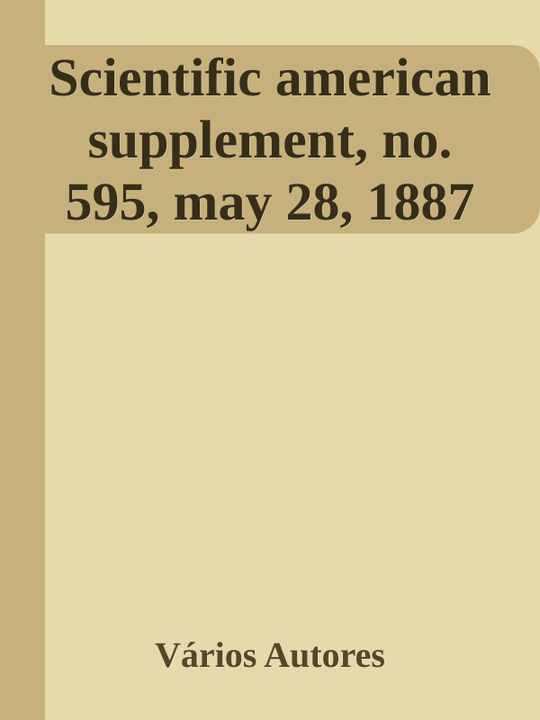 Scientific american
supplement, no.
595, may 28, 1887
Vários Autores